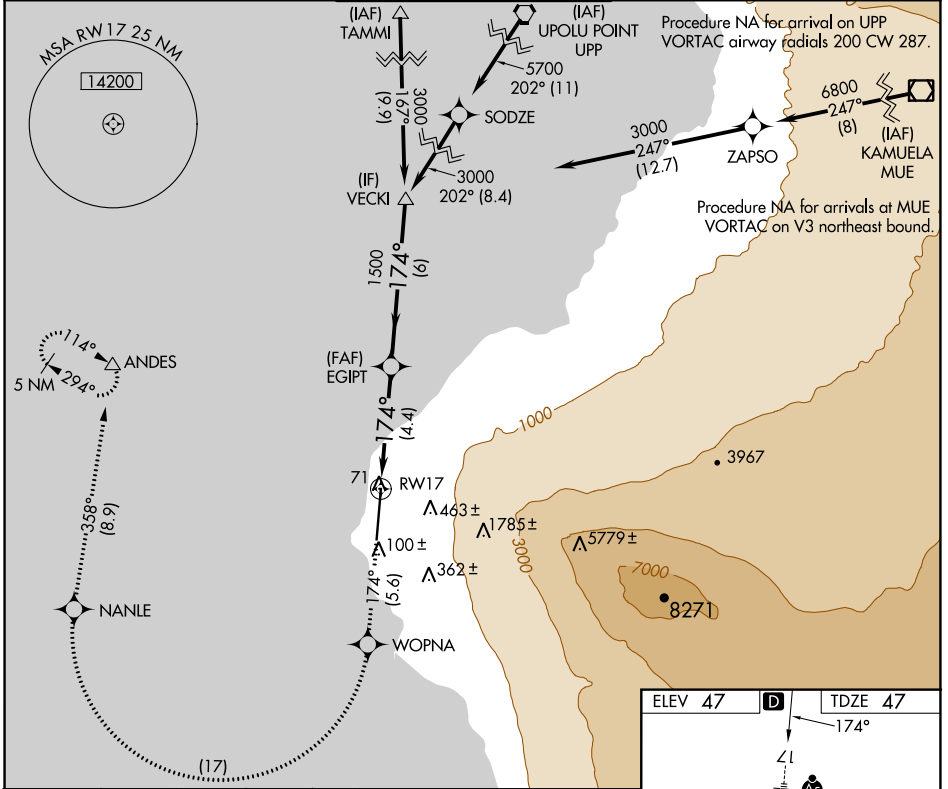 (IAF)
TAMMI
(IAF)
UPOLU POINT
UPP
Procedure NA for arrival on UPP
VORTAC airway radials 200 CW 287.
MSA RW17 25 NM
14200
5700
202° (11)
3000
167°
(9.9)
SODZE
6800
247°
(8)
3000
247°
(12.7)
ZAPSO
(IAF)
KAMUELA
MUE
(IF)
VECKI
3000
202° (8.4)
Procedure NA for arrivals at MUE
VORTAC on V3 northeast bound.
1500
174°
(6)
114°
294°
5 NM
ANDES
(FAF)
EGIPT
174°
(4.4)
1000
3967
71
RW17
463±
1785±
5779±
3000
100±
362±
7000
8271
358°
(8.9)
174°
(5.6)
NANLE
WOPNA
(17)
ELEV 47
D
TDZE 47
174°
17